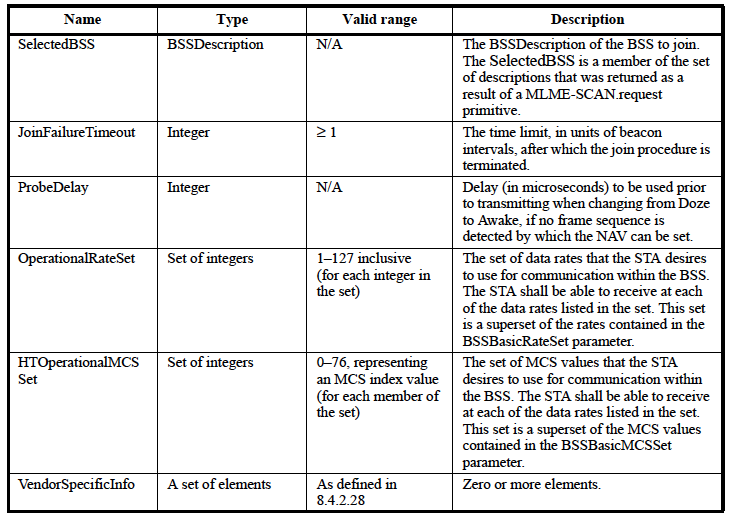 Name Type Valid range Description
SelectedBSS BSSDescription N/A The BSSDescription of the BSS to join.
The SelectedBSS is a member of the set
of descriptions that was returned as a
result of a MLME-SCAN.request
primitive.
JoinFailureTimeout Integer ≥ 1 The time limit, in units of beacon
intervals, after which the join procedure is
terminated.
ProbeDelay Integer N/A Delay (in microseconds) to be used prior
to transmitting when changing from Doze
to Awake, if no frame sequence is
detected by which the NAV can be set.
OperationalRateSet Set of integers 1–127 inclusive The set of data rates that the STA desires
(for each integer in to use for communication within the BSS.
the set) The STA shall be able to receive at each
of the data rates listed in the set. This set
is a superset of the rates contained in the
BSSBasicRateSet parameter.
HTOperationalMCS Set of integers 0–76, representing The set of MCS values that the STA
Set an MCS index value desires to use for communication within
(for each member of the BSS. The STA shall be able to receive
the set) at each of the data rates listed in the set.
This set is a superset of the MCS values
contained in the BSSBasicMCSSet
parameter.
VendorSpecificInfo A set of elements As defined in Zero or more elements.
8.4.2.28